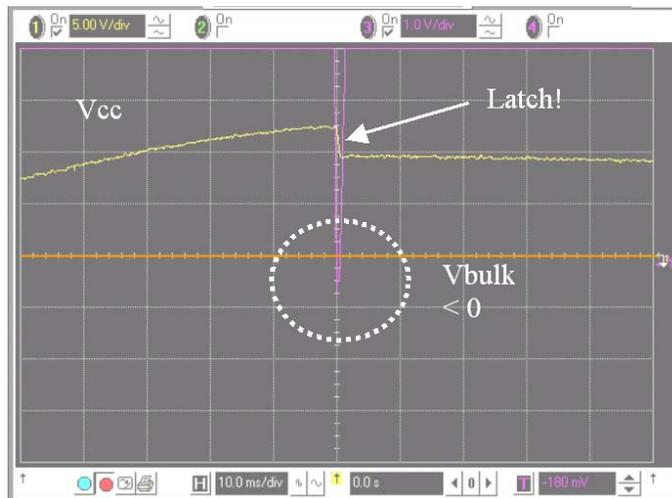 1 On 5.00 V/div 2 On 3 On 1.0 V/div 4 On
Vcc
Latch!
Vbulk
< 0
H 10.0 ms/div 0.0 s 0 T -180 mV